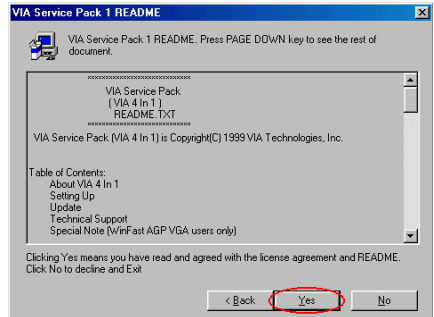 VIA Service Pack 1 README
VIA Service Pack 1 README. Press PAGE DOWN key to see the rest of
document.
xxxxxxxxxxxxxxxxxxxxxxxxxxxxx
VIA Service Pack
( VIA 4 In 1 )
README.TXT
xxxxxxxxxxxxxxxxxxxxxxxxxxxxx
VIA Service Pack (VIA 4 In 1) is Copyright(C) 1999 VIA Technologies, Inc.
Table of Contents:
About VIA 4 In 1
Setting Up
Update
Technical Support
Special Note (WinFast AGP VGA users only)
Clicking Yes means you have read and agreed with the license agreement and README.
Click No to decline and Exit
< Back
Yes
No